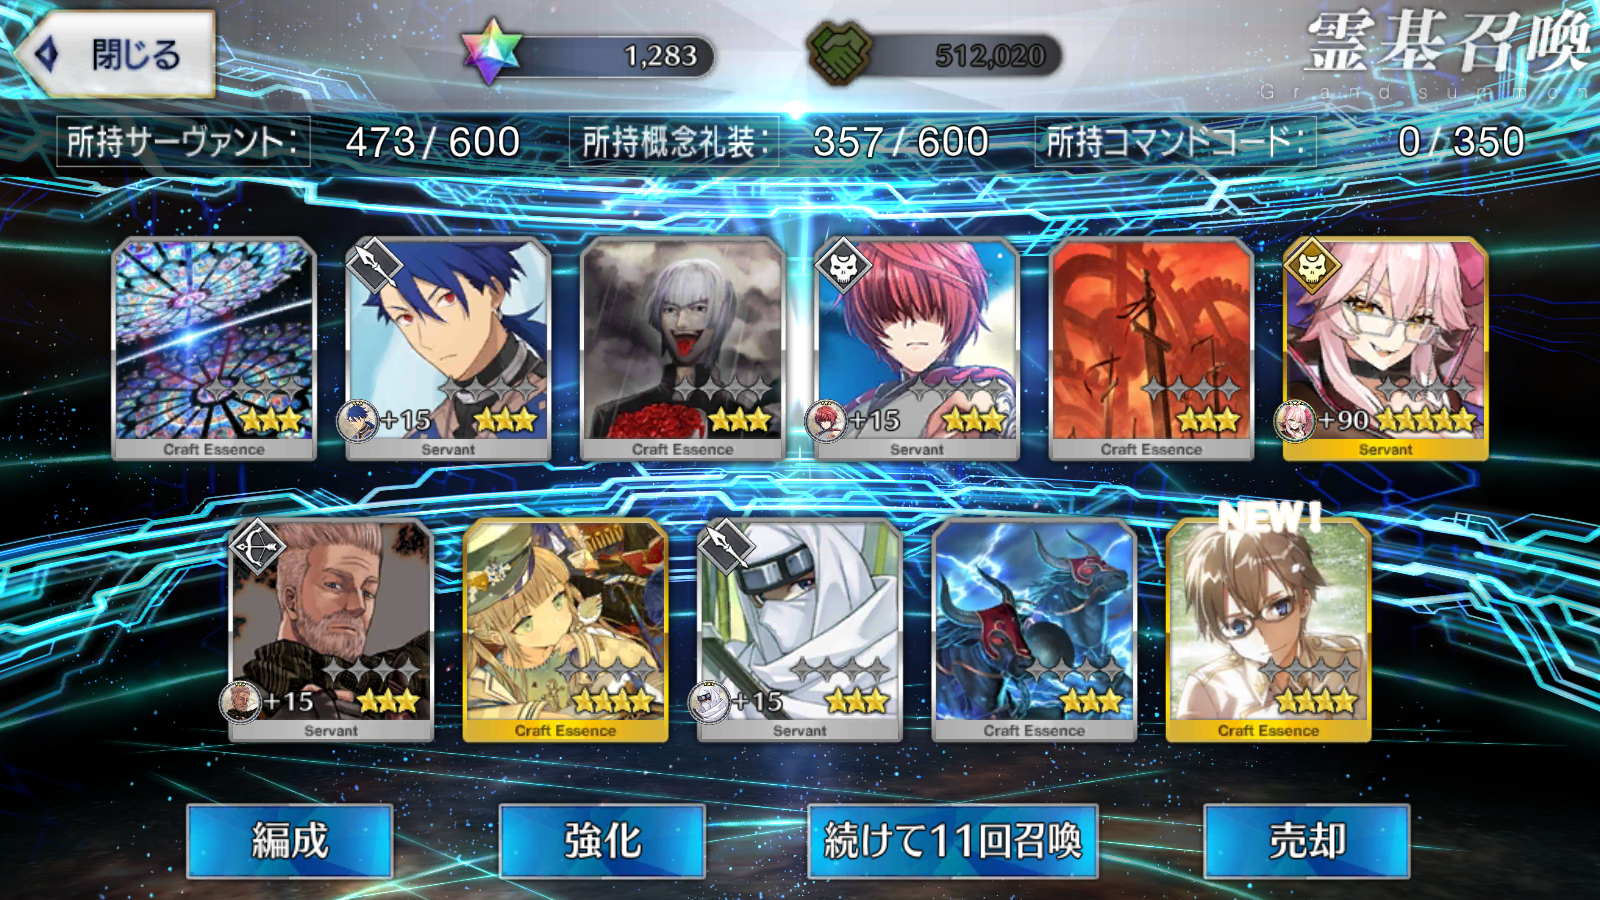 閉じる
1,283
512,020
霊基召喚
Grand summon
所持サーヴァント:
473/600
所持概念礼装:
357/600
所持コマンドコード:
0/350
Craft Essence
+15
Servant
Craft Essence
+15
Servant
Craft Essence
+90
Servant
+15
Servant
Craft Essence
+15
Servant
Craft Essence
NEW!
Craft Essence
編成
強化
続けて11回召喚
売却